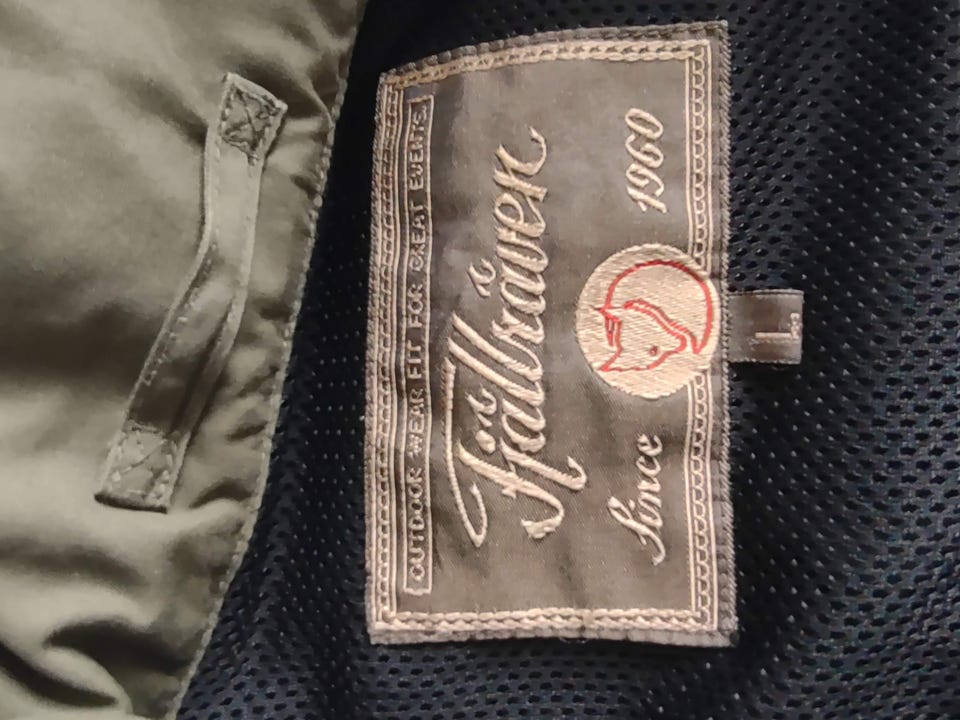 OUTDOOR WEAR FIT FOR GREAT EVENTS.
Fjällräven
Since 1960
L